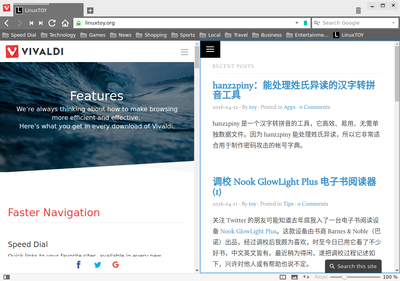 LinuxTOY
linuxtoy.org
Search Google
Speed Dial Technology Games News Shopping Sports Local Travel Business Entertainme... LinuxTOY
VIVALDI
Features
We're always thinking about how to make browsing
more efficient and effective.
Here's what you get in every download of Vivaldi.
Faster Navigation
Speed Dial
Quick links to your favorite sites, available in every new
RECENT POSTS
han2piny：能处理姓氏异读的汉字转拼
音工具
2016-04-12 · By toy · Posted in Apps · 0 Comments
han2piny 是一个汉字转拼音的工具，它高效、易用、无需单
独数据文件。因为 han2piny 能处理姓氏异读，所以它非常适
合用于制作密码攻击的帐号字典。
调校 Nook GlowLight Plus 电子书阅读器
(1)
2016-04-11 · By toy · Posted in Tips · 0 Comments
关注 Twitter 的朋友可能知道去年底我入了一台电子书阅读设
备 Nook GlowLight Plus。这款设备由书商 Barnes & Noble（巴
诺）出品，经过调校后我颇为喜欢，时至今日已用它看了不少
好书，中文英文皆有。最近稍为得闲，遂把调校过程记述如
下，兴许对他人或有帮助也说不定。
Search this site
Reset
100 %